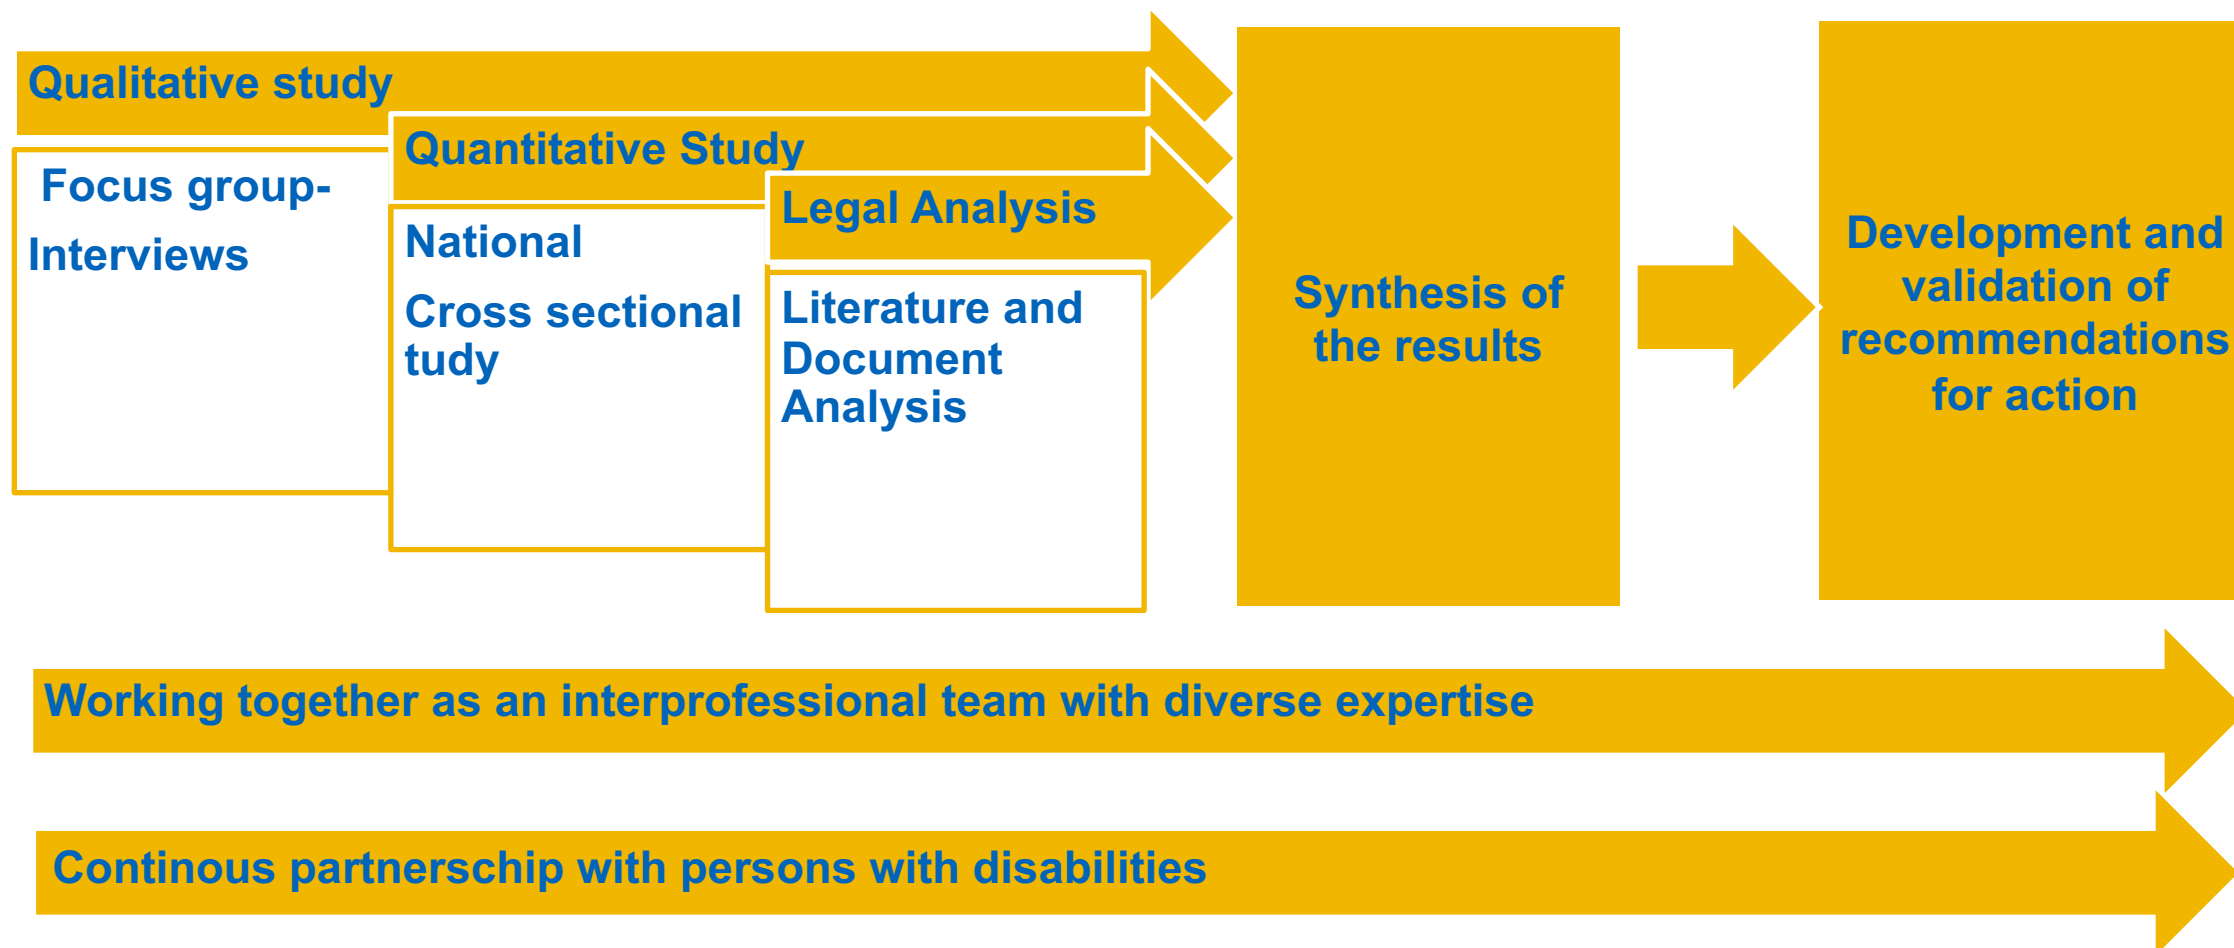 Qualitative study
Focus group-
Interviews
Quantitative Study
National
Cross sectional
tudy
Legal Analysis
Literature and
Document
Analysis
Synthesis of
the results
Development and
validation of
recommendations
for action
Working together as an interprofessional team with diverse expertise
Continous partnerschip with persons with disabilities